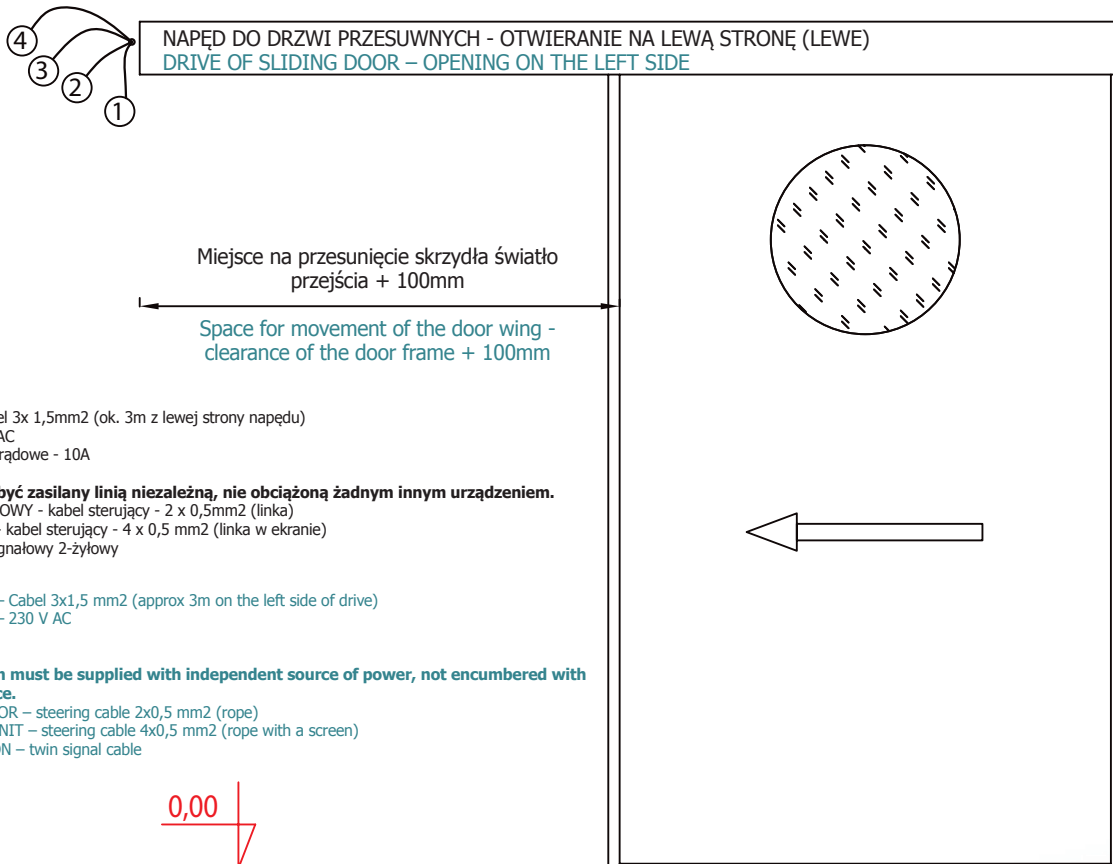 4
3
2
1
NAPĘD DO DRZWI PRZESUWNYCH - OTWIERANIE NA LEWĄ STRONĘ (LEWE)
DRIVE OF SLIDING DOOR – OPENING ON THE LEFT SIDE
Miejsce na przesunięcie skrzydła światło
przejścia + 100mm
Space for movement of the door wing -
clearance of the door frame + 100mm
3x 1,5mm2 (ok. 3m z lewej strony napędu)
AC
- 10A
być zasilany linią niezależną, nie obciążoną żadnym innym urządzeniem.
OWY - kabel sterujący - 2 x 0,5mm2 (linka)
- kabel sterujący - 4 x 0,5 mm2 (linka w ekranie)
gnałowy 2-żyłowy
- Cabel 3x1,5 mm2 (approx 3m on the left side of drive)
- 230 V AC
must be supplied with independent source of power, not encumbered with
ce.
OR – steering cable 2x0,5 mm2 (rope)
NIT – steering cable 4x0,5 mm2 (rope with a screen)
ON – twin signal cable
0,00